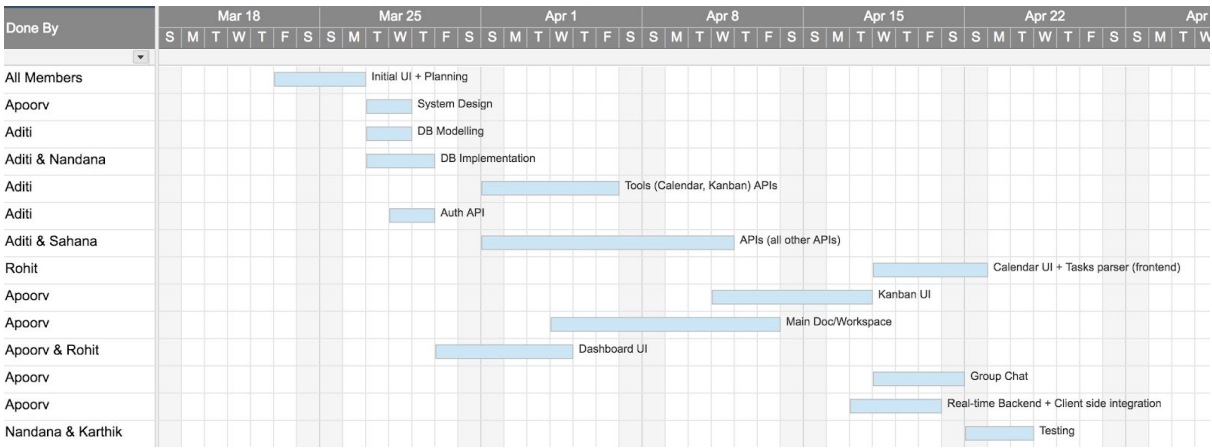 Done By
Mar 18 Mar 25 Apr 1 Apr 8 Apr 15 Apr 22 Apr
S M T W T F S S M T W T F S S M T W T F S S M T W T F S S M T W T F S S M T W T F S S M T W
All Members Initial UI + Planning
Apoorv System Design
Aditi DB Modelling
Aditi & Nandana DB Implementation
Aditi Tools (Calendar, Kanban) APIs
Aditi Auth API
Aditi & Sahana APIs (all other APIs)
Rohit Calendar UI + Tasks parser (frontend)
Apoorv Kanban UI
Apoorv Main Doc/Workspace
Apoorv & Rohit Dashboard UI
Apoorv Group Chat
Apoorv Real-time Backend + Client side integration
Nandana & Karthik Testing